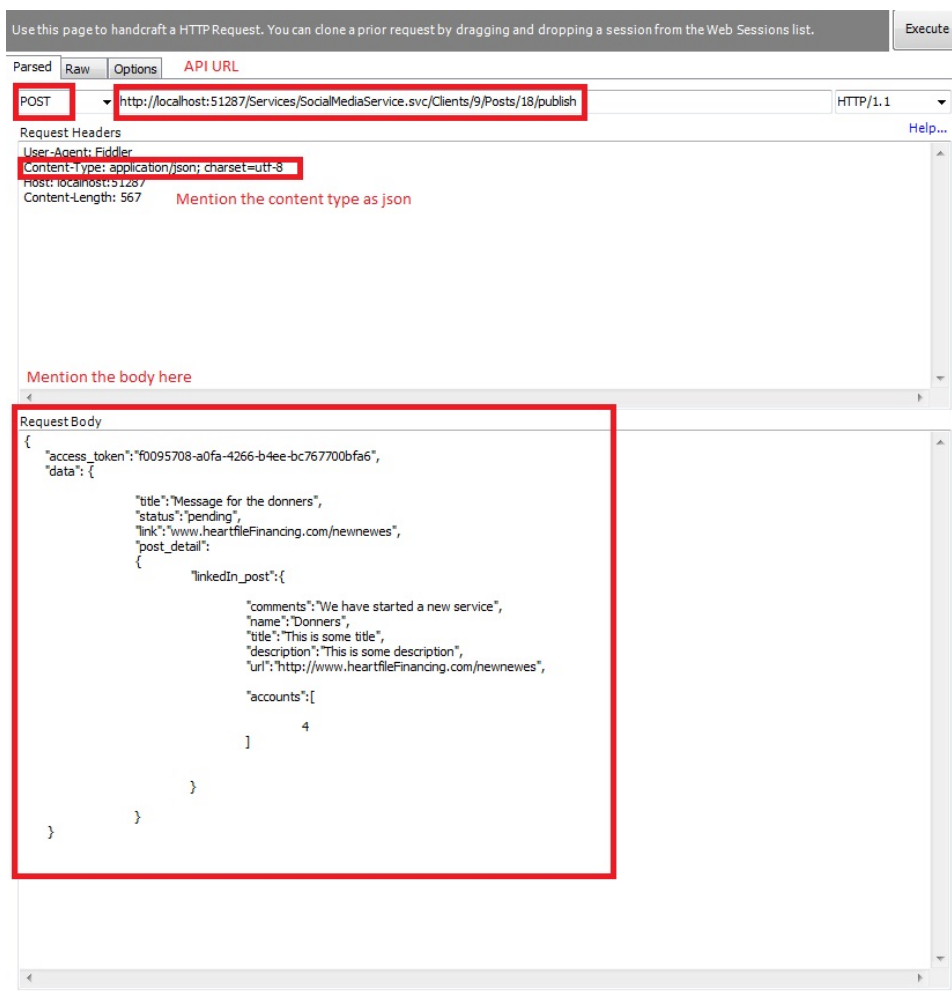 Use this page to handcraft a HTTP Request. You can clone a prior request by dragging and dropping a session from the Web Sessions list.
Execute
Parsed Raw Options API URL
POST http://localhost:51287/Services/SocialMediaService.svc/Clients/9/Posts/18/publish HTTP/1.1
Request Headers Help...
User-Agent: Fiddler
Content-Type: application/json; charset=utf-8
Host: localhost:51287
Content-Length: 567 Mention the content type as json
Mention the body here
Request Body
{
"access_token":"f0095708-a0fa-4266-b4ee-bc767700bfa6",
"data": {
"title":"Message for the donners",
"status":"pending",
"link":"www.heartfileFinancing.com/newnewes",
"post_detail":
{
"linkedIn_post":{
"comments":"We have started a new service",
"name":"Donners",
"title":"This is some title",
"description":"This is some description",
"url":"http://www.heartfileFinancing.com/newnewes",
"accounts":[
4
]
}
}
}